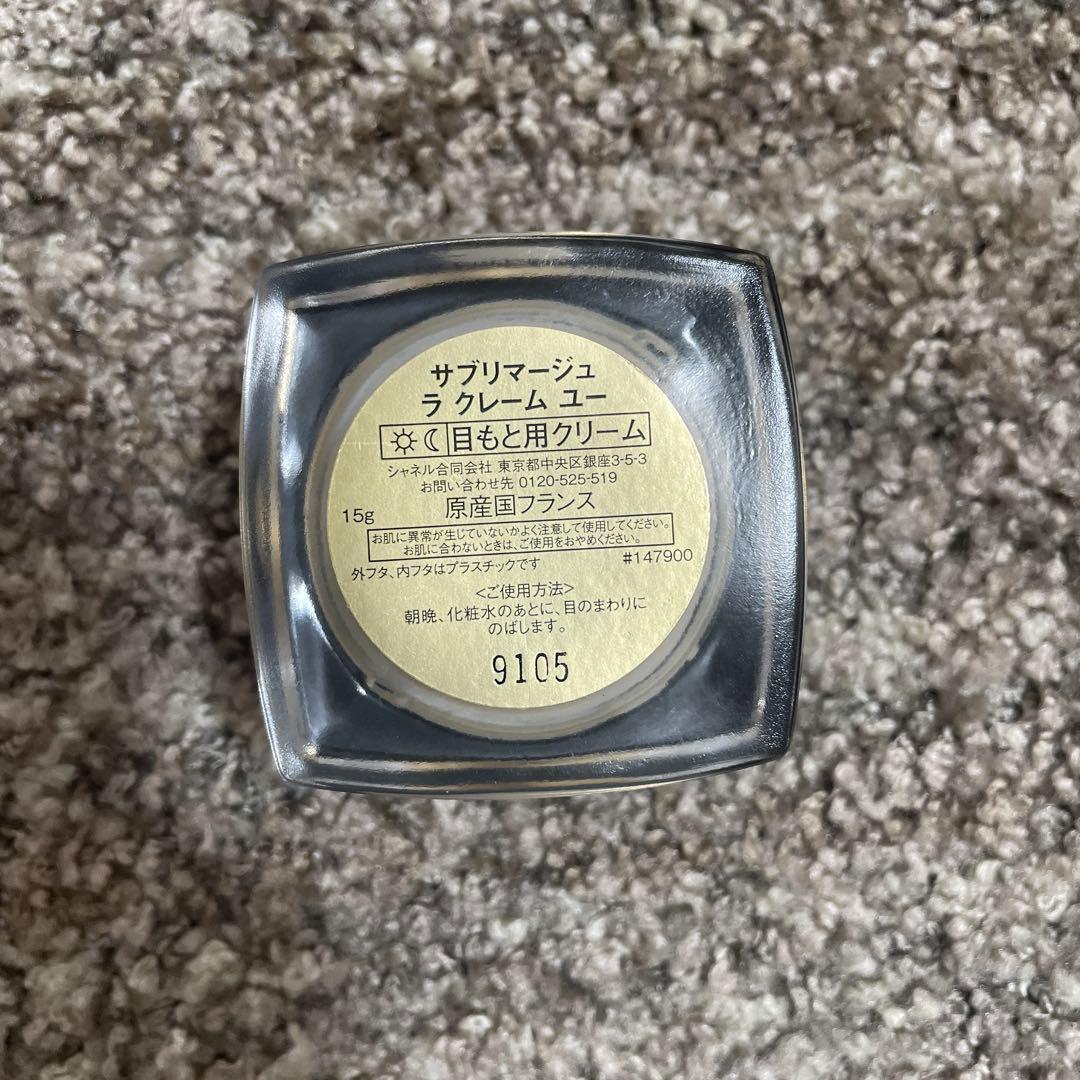 サブリマージュ
ラ クレーム ユー
目もと用クリーム
シャネル合同会社 東京都中央区銀座3-5-3
お問い合わせ先 0120-525-519
15g 原産国フランス
お肌に異常が生じていないかよく注意して使用してください。
お肌に合わないときは、ご使用をおやめください。
外フタ、内フタはプラスチックです #147900
<ご使用方法>
朝晩、化粧水のあとに、目のまわりに
のばします。
9105